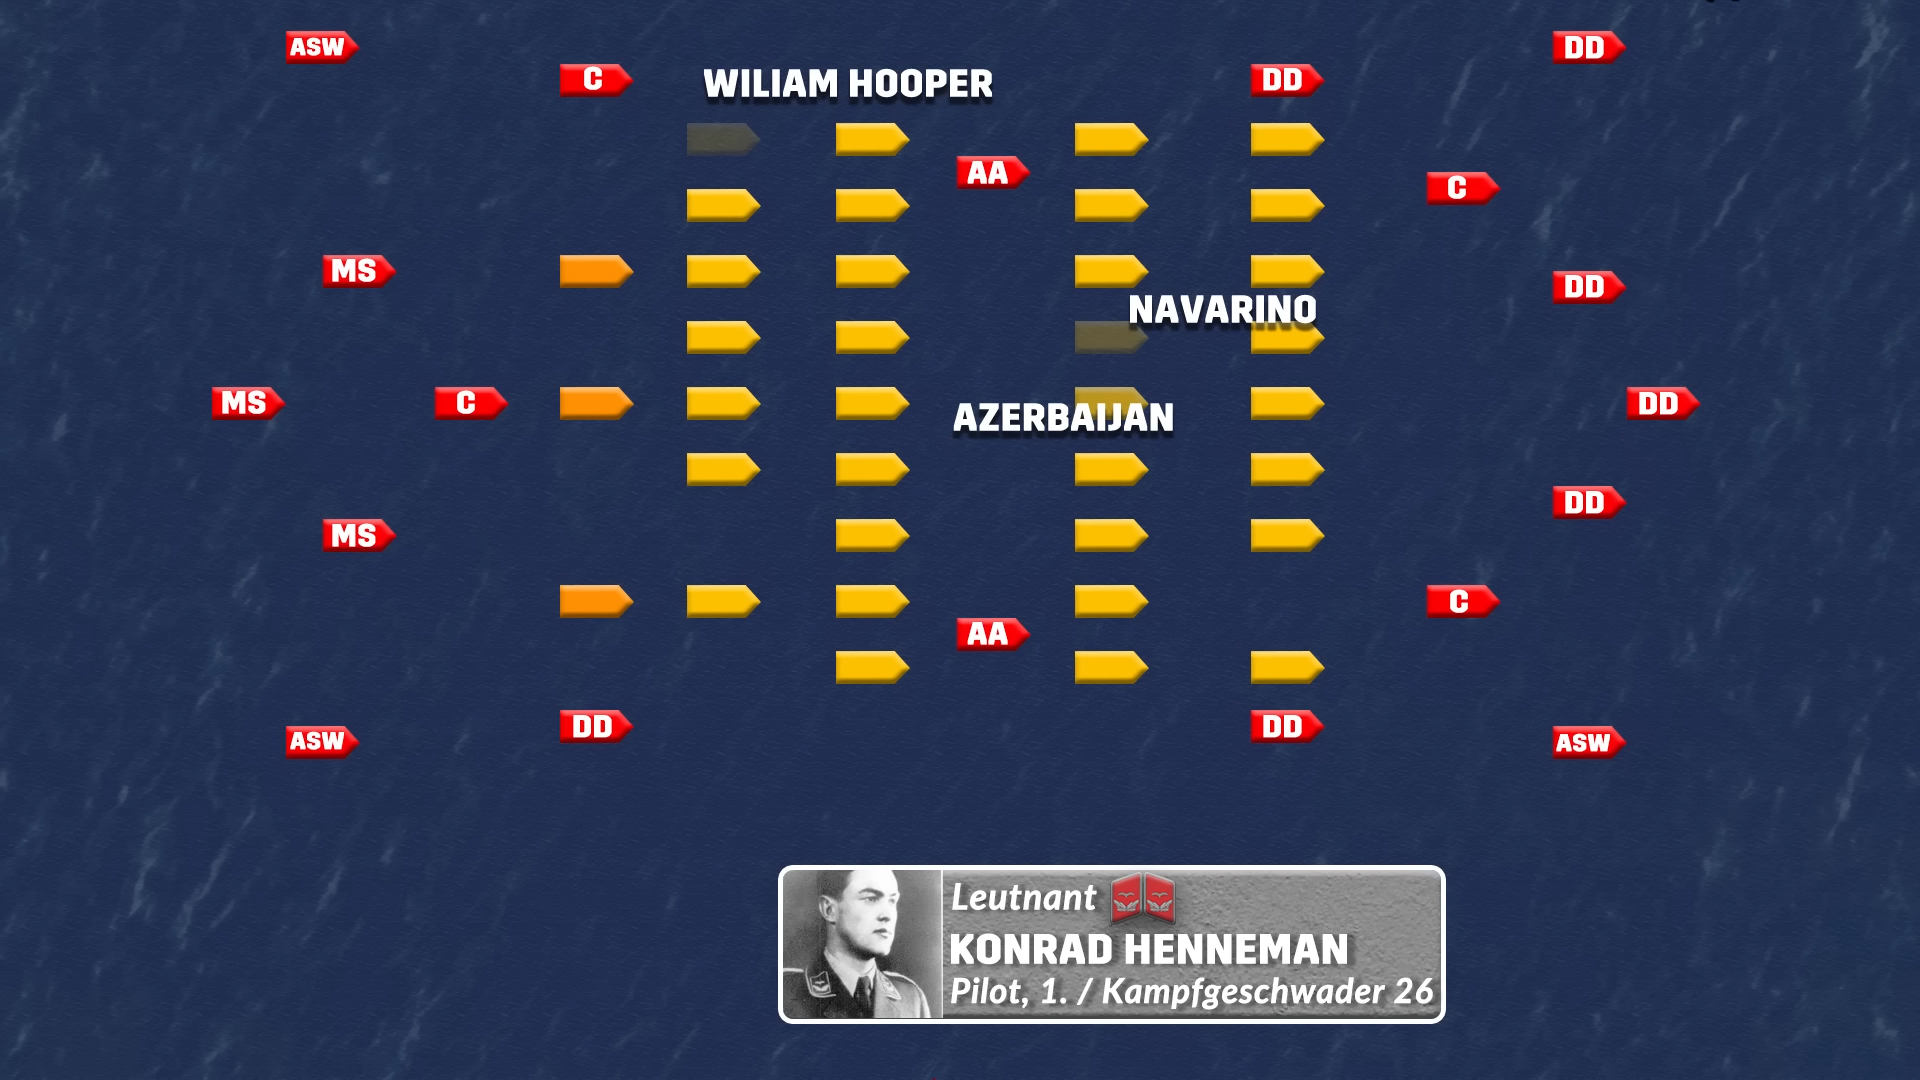 ASW
DD
C
WILIAM HOOPER
DD
AA
C
MS
DD
NAVARINO
MS
C
DD
AZERBAIJAN
DD
MS
C
AA
DD
DD
ASW
ASW
Leutnant
KONRAD HENNEMAN
Pilot, 1. / Kampfgeschwader 26